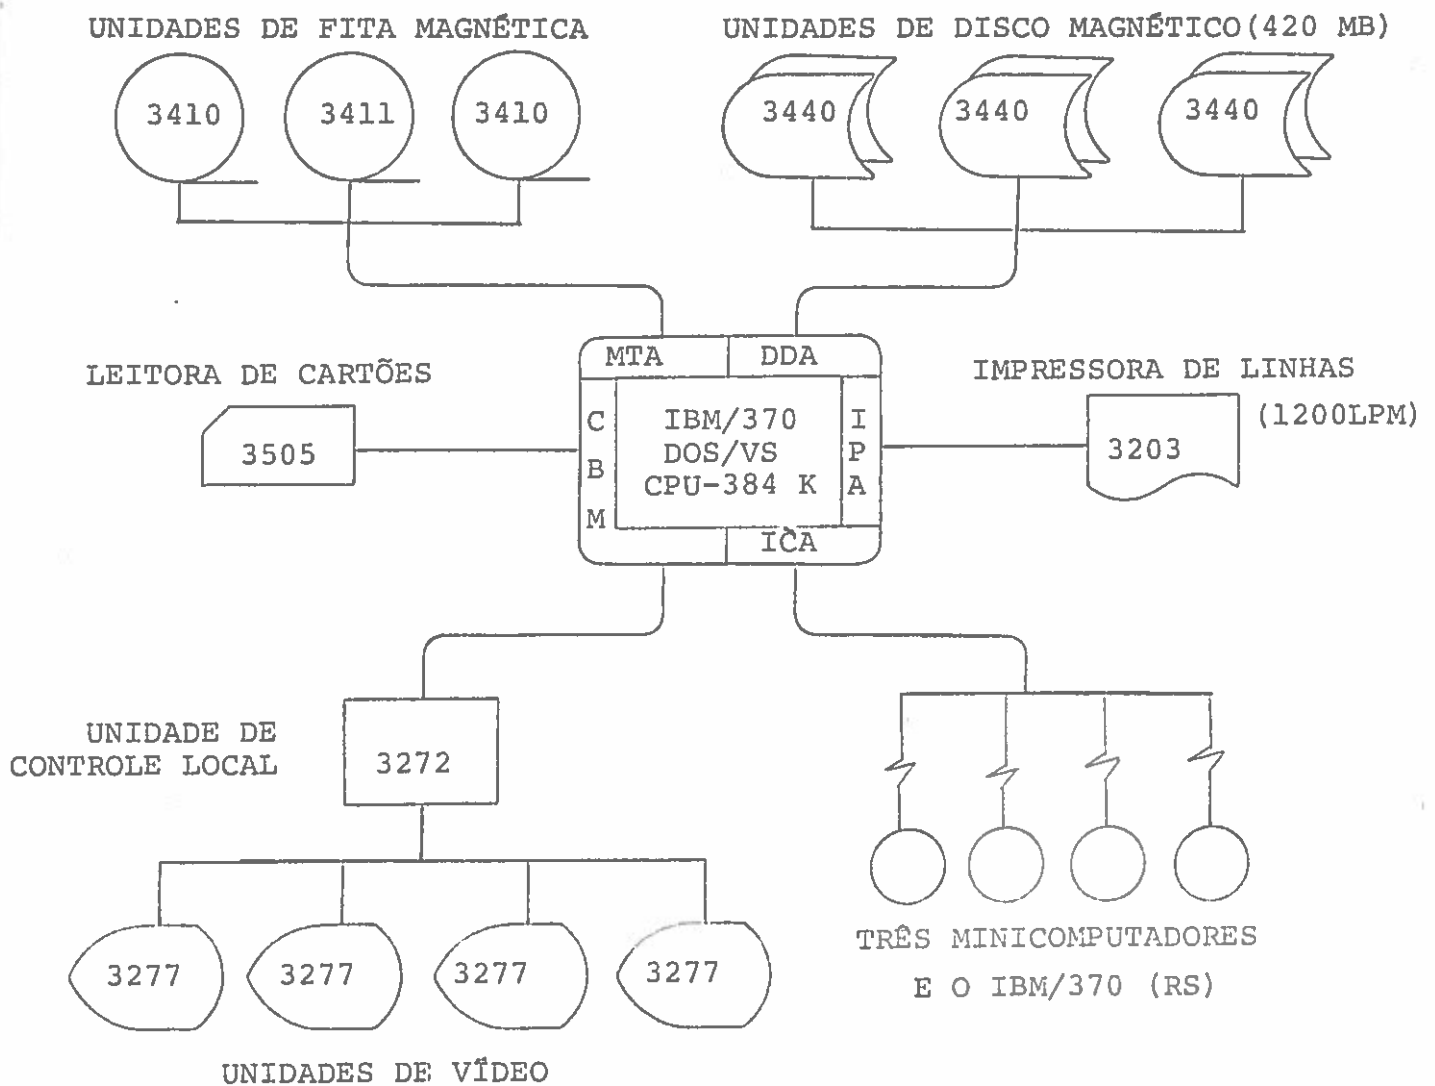 UNIDADES DE FITA MAGNÉTICA
UNIDADES DE DISCO MAGNÉTICO(420 MB)
3410
3411
3410
3440
3440
3440
MTA
DDA
LEITORA DE CARTÕES
IMPRESSORA DE LINHAS
(1200LPM)
3505
CBM
IBM/370
DOS/VS
CPU-384 K
IPA
3203
ICA
UNIDADE DE
CONTROLE LOCAL
3272
3277
3277
3277
3277
TRÊS MINICOMPUTADORES
E O IBM/370 (RS)
UNIDADES DE VÍDEO